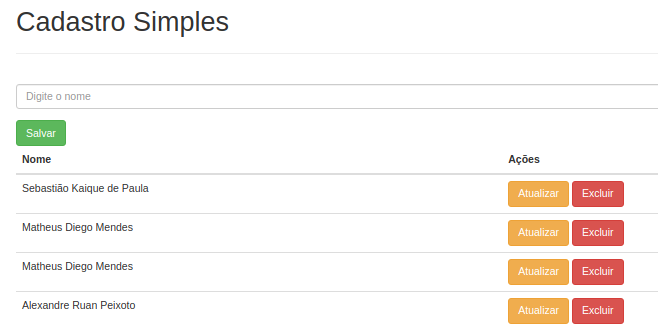 Cadastro Simples
Digite o nome
Salvar
Nome Ações
Sebastião Kaique de Paula Atualizar Excluir
Matheus Diego Mendes Atualizar Excluir
Matheus Diego Mendes Atualizar Excluir
Alexandre Ruan Peixoto Atualizar Excluir